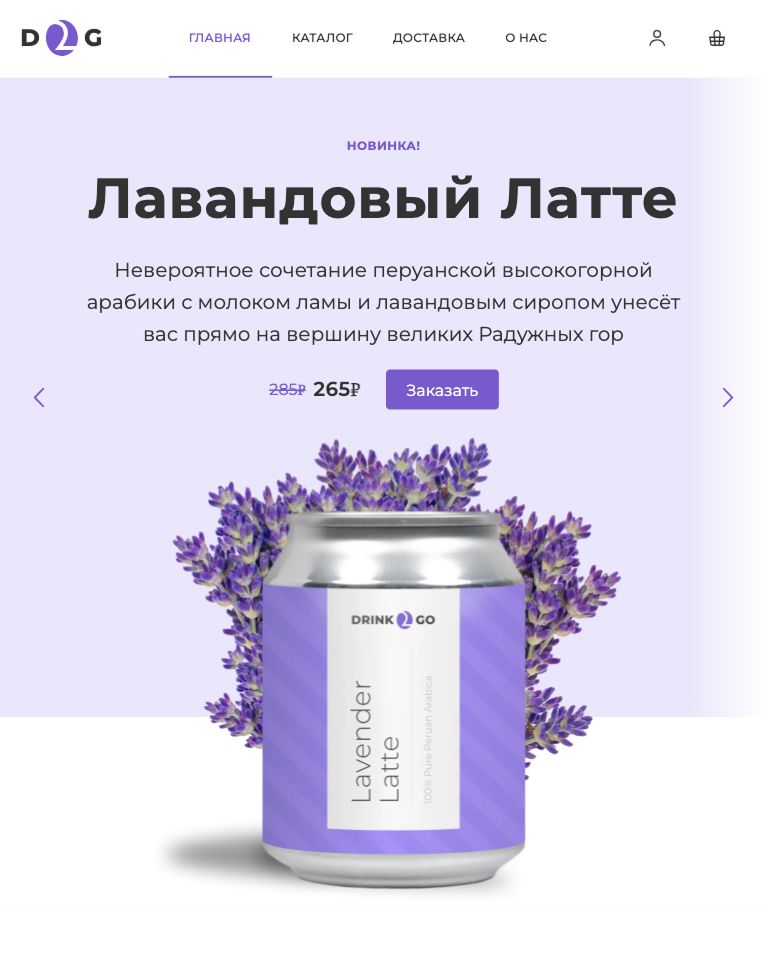 D2G
ГЛАВНАЯ
КАТАЛОГ
ДОСТАВКА
О НАС
НОВИНКА!
Лавандовый Латте
Невероятное сочетание перуанской высокогорной
арабики с молоком ламы и лавандовым сиропом унесёт
вас прямо на вершину великих Радужных гор
285₽ 265₽
Заказать
DRINK 2 GO
Lavender
Latte
100% Pure Peruan Arabica